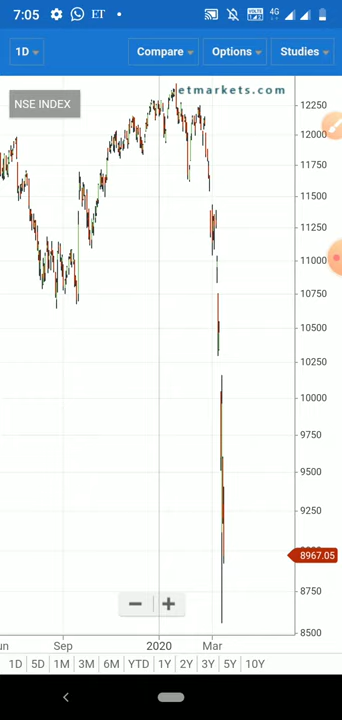 7:05 ET 4G
1D Compare Options Studies
etmarkets.com
NSE INDEX
12250
12000
11750
11500
11250
11000
10750
10500
10250
10000
9750
9500
9250
8967.05
8750
8500
Sep 2020 Mar
1D 5D 1M 3M 6M YTD 1Y 2Y 3Y 5Y 10Y